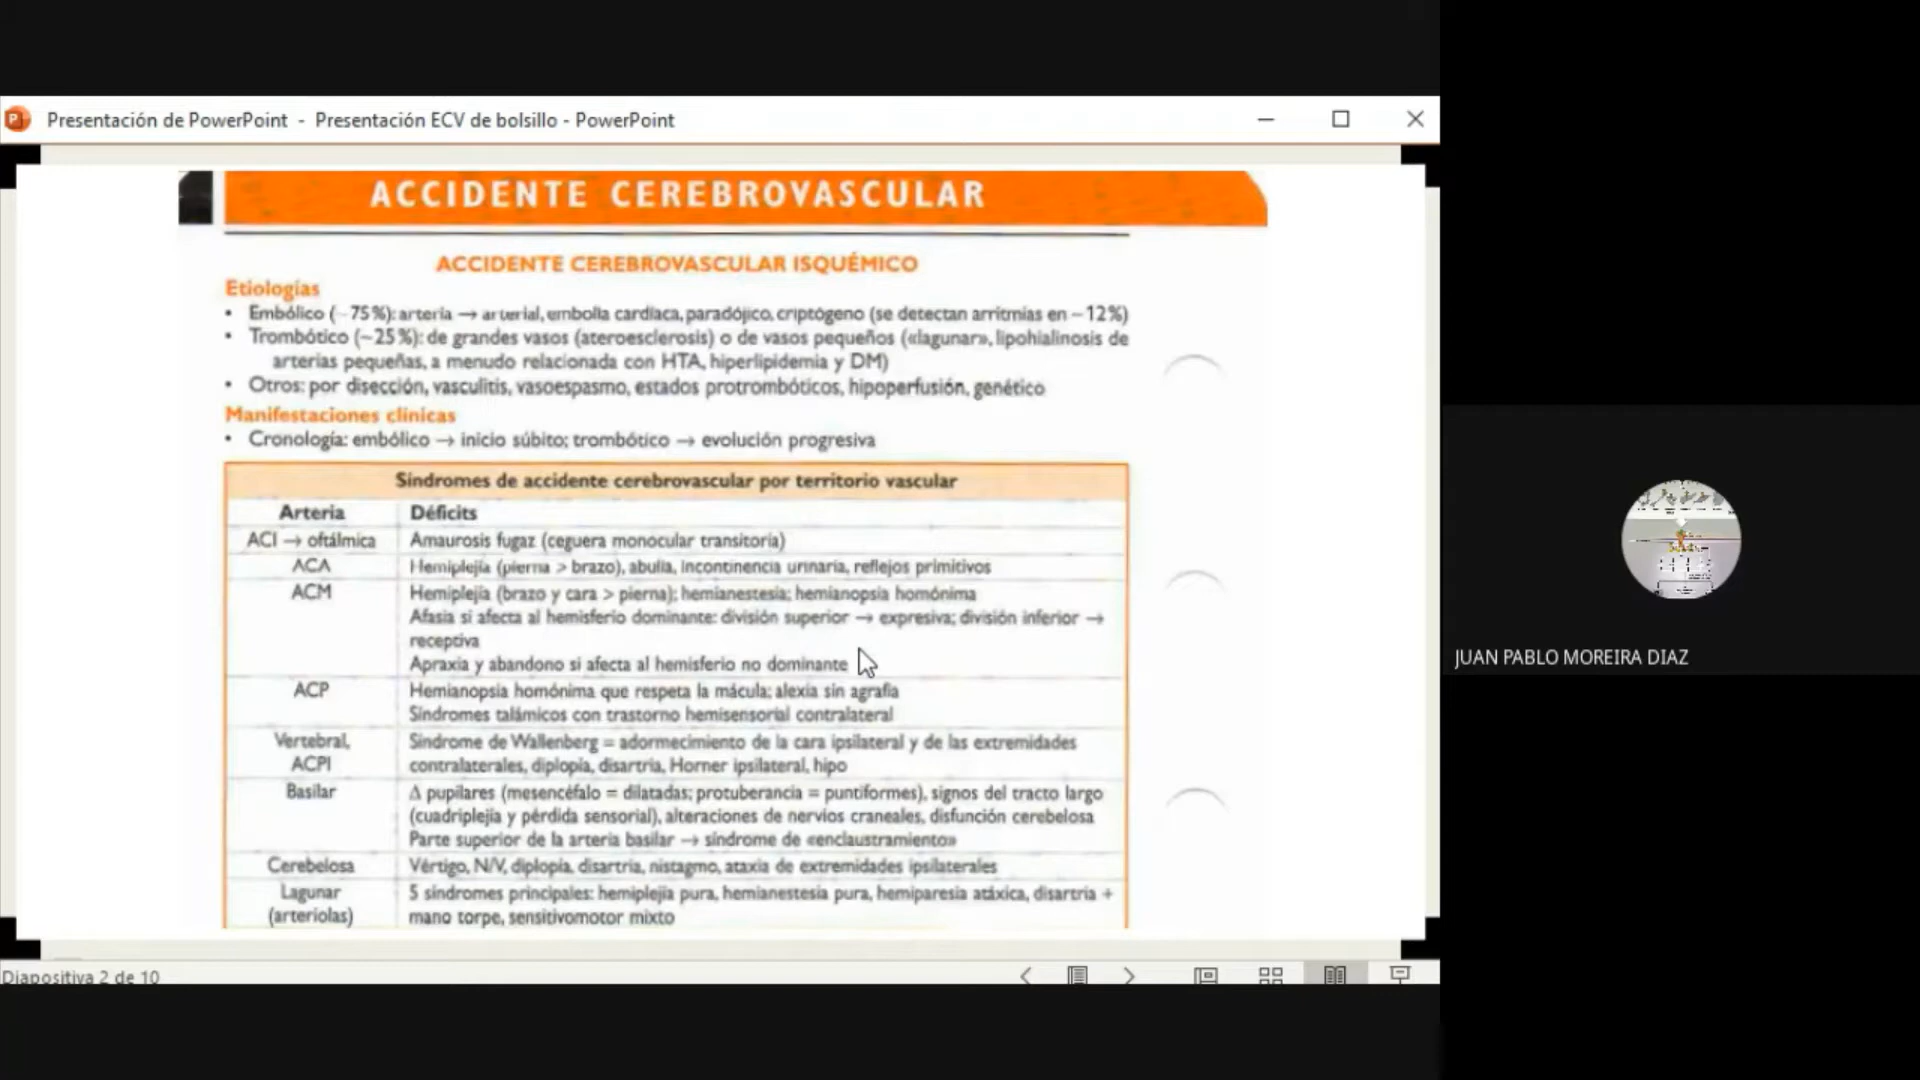 Presentación de PowerPoint - Presentación ECV de bolsillo - PowerPoint
ACCIDENTE CEREBROVASCULAR
ACCIDENTE CEREBROVASCULAR ISQUÉMICO
Etiologías
• Embólico (~75%): arteria → arterial, embolia cardíaca, paradójico, criptógeno (se detectan arritmias en ~12%)
• Trombótico (~25%): de grandes vasos (ateroesclerosis) o de vasos pequeños («lagunar», lipohialinosis de
arterias pequeñas, a menudo relacionada con HTA, hiperlipidemia y DM)
• Otros: por disección, vasculitis, vasoespasmo, estados protrombóticos, hipoperfusión, genético
Manifestaciones clínicas
• Cronología: embólico → inicio súbito; trombótico → evolución progresiva
Síndromes de accidente cerebrovascular por territorio vascular
Arteria Déficits
ACI → oftálmica Amaurosis fugaz (ceguera monocular transitoria)
ACA Hemiplejía (pierna > brazo), abulia, incontinencia urinaria, reflejos primitivos
ACM Hemiplejía (brazo y cara > pierna); hemianestesia; hemianopsia homónima
Afasia si afecta al hemisferio dominante: división superior → expresiva; división inferior →
receptiva
Apraxia y abandono si afecta al hemisferio no dominante
ACP Hemianopsia homónima que respeta la mácula; alexia sin agrafia
Síndromes talámicos con trastorno hemisensorial contralateral
Vertebral, Síndrome de Wallenberg = adormecimiento de la cara ipsilateral y de las extremidades
ACPI contralaterales, diplopía, disartria, Horner ipsilateral, hipo
Basilar Δ pupilares (mesencéfalo = dilatadas; protuberancia = puntiformes), signos del tracto largo
(cuadriplejía y pérdida sensorial), alteraciones de nervios craneales, disfunción cerebelosa
Parte superior de la arteria basilar → síndrome de «enclaustramiento»
Cerebelosa Vértigo, N/V, diplopía, disartria, nistagmo, ataxia de extremidades ipsilaterales
Lagunar 5 síndromes principales: hemiplejía pura, hemianestesia pura, hemiparesia atáxica, disartria +
(arteriolas) mano torpe, sensitivomotor mixto
Diapositiva 2 de 10
JUAN PABLO MOREIRA DIAZ